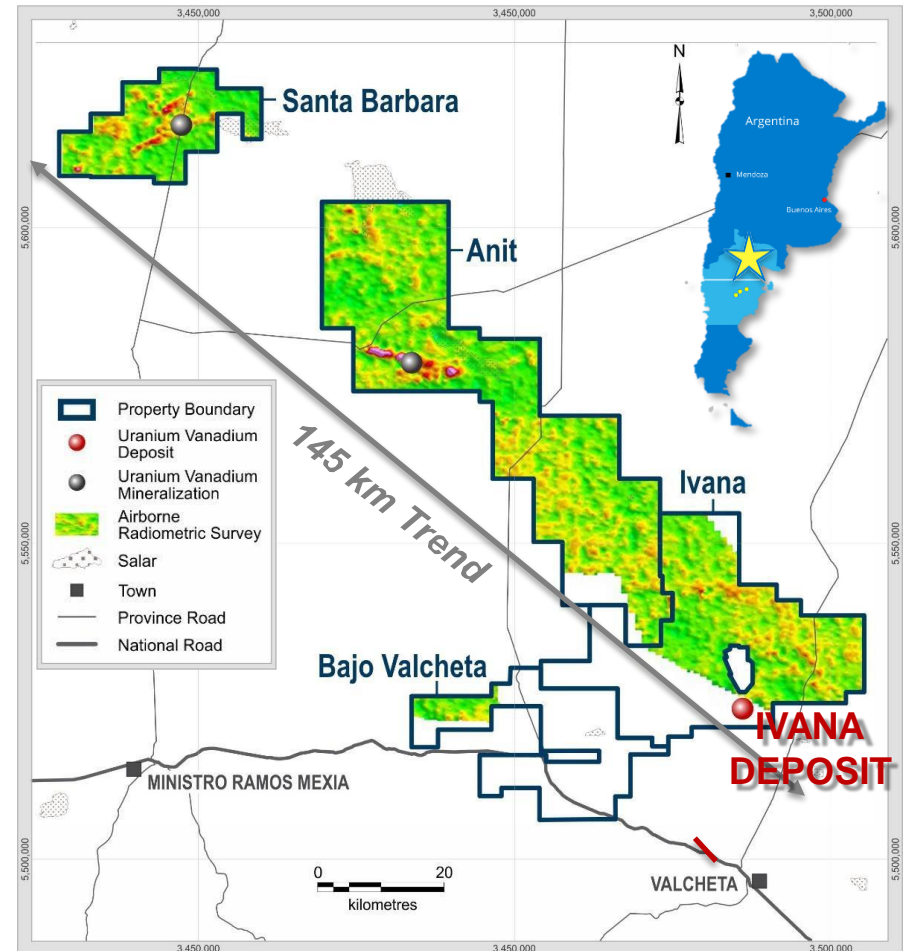 3,450,000
3,450,000
3,500,000
N
Santa Barbara
Argentina
Mendoza
Buenos Aires
5,600,000
5,600,000
Anit
145 km Trend
Property Boundary
Uranium Vanadium
Deposit
Uranium Vanadium
Mineralization
Airborne
Radiometric Survey
Salar
Town
Province Road
National Road
Ivana
5,550,000
5,550,000
Bajo Valcheta
IVANA
DEPOSIT
MINISTRO RAMOS MEXIA
5,500,000
5,500,000
0
20
kilometres
VALCHETA
3,450,000
3,450,000
3,500,000